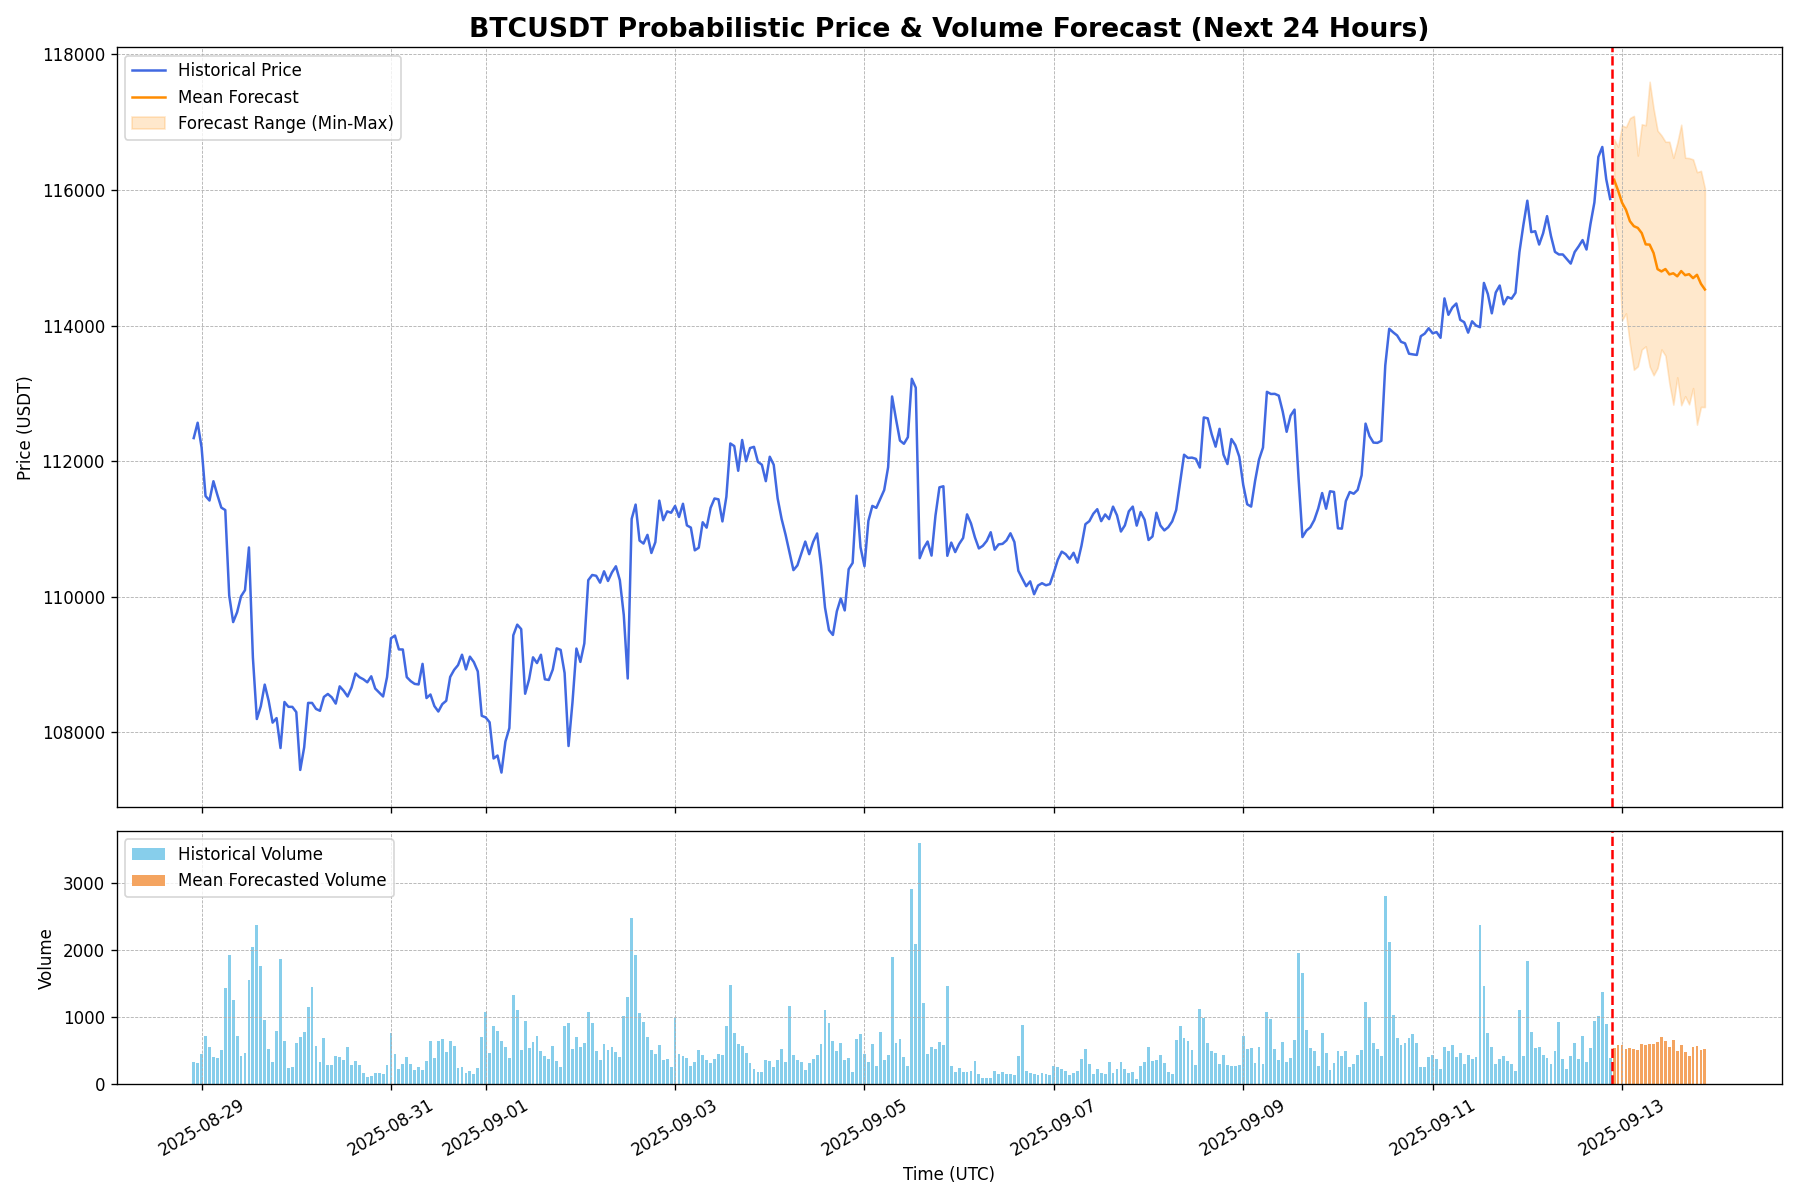 BTCUSDT Probabilistic Price & Volume Forecast (Next 24 Hours)
118000
116000
114000
112000
110000
108000
Price (USDT)
Historical Price
Mean Forecast
Forecast Range (Min-Max)
3000
2000
1000
0
Volume
Historical Volume
Mean Forecasted Volume
2025-08-29
2025-08-31
2025-09-01
2025-09-03
2025-09-05
2025-09-07
2025-09-09
2025-09-11
2025-09-13
Time (UTC)